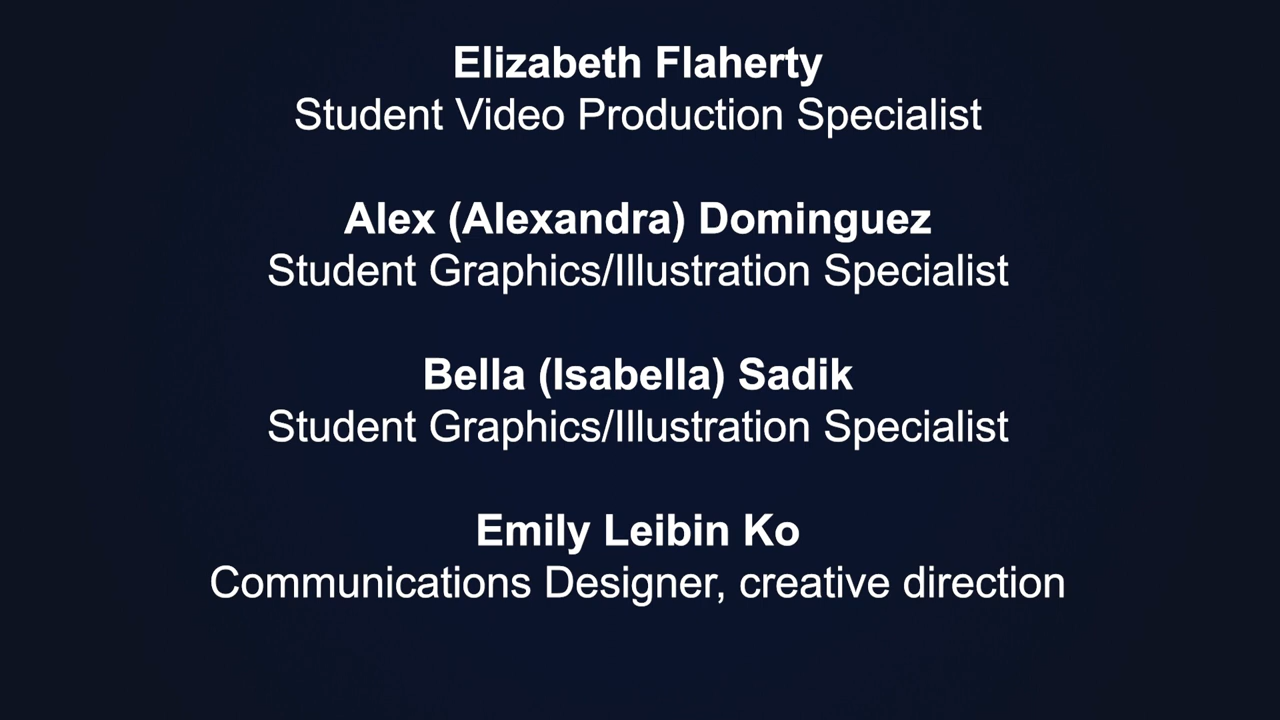 Elizabeth Flaherty
Student Video Production Specialist
Alex (Alexandra) Dominguez
Student Graphics/Illustration Specialist
Bella (Isabella) Sadik
Student Graphics/Illustration Specialist
Emily Leibin Ko
Communications Designer, creative direction